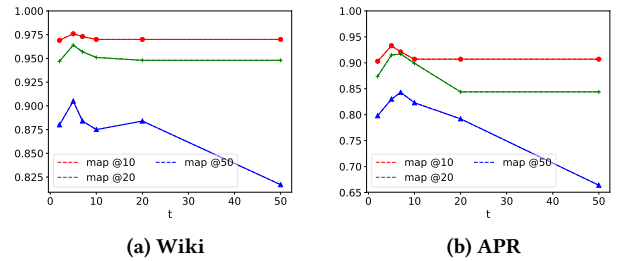 1.000
0.975
0.950
0.925
0.900
0.875
0.850
0.825
map @10
map @20
map @50
0 10 20 30 40 50
t
(a) Wiki
1.00
0.95
0.90
0.85
0.80
0.75
0.70
0.65
map @10
map @20
map @50
0 10 20 30 40 50
t
(b) APR